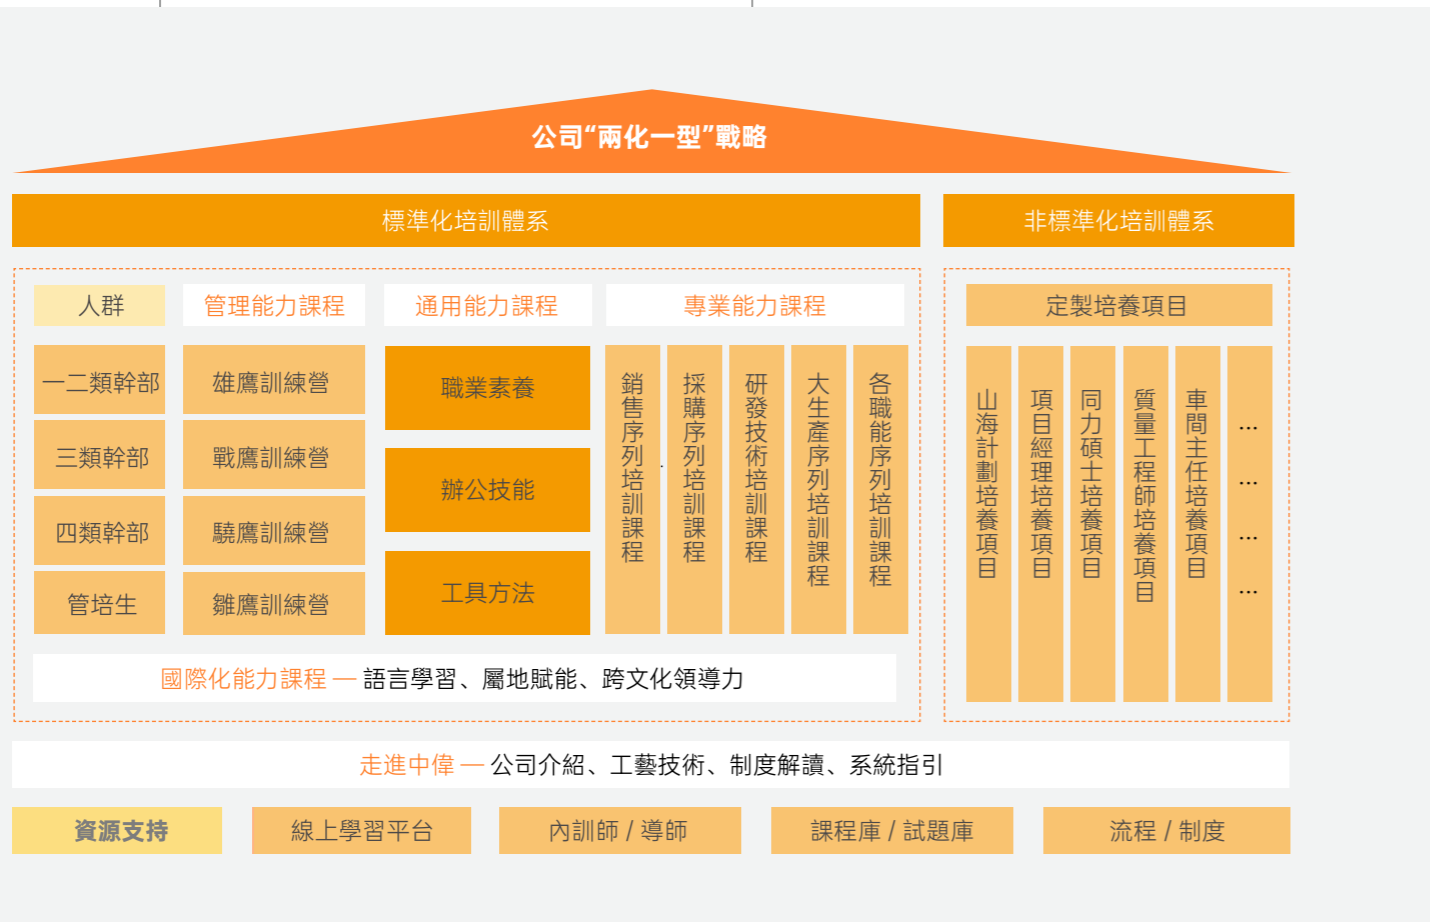 公司“兩化一型”戰略
標準化培訓體系
非標準化培訓體系
人群
管理能力課程
通用能力課程
專業能力課程
定製培養項目
一二類幹部
三類幹部
四類幹部
管培生
雄鷹訓練營
戰鷹訓練營
驍鷹訓練營
雛鷹訓練營
職業素養
辦公技能
工具方法
銷售序列培訓課程
採購序列培訓課程
研發技術培訓課程
大生產序列培訓課程
各職能序列培訓課程
山海計劃培養項目
項目經理培養項目
同力碩士培養項目
質量工程師培養項目
車間主任培養項目
...
...
...
...
國際化能力課程 — 語言學習、屬地賦能、跨文化領導力
走進中偉 — 公司介紹、工藝技術、制度解讀、系統指引
資源支持
線上學習平台
內訓師 / 導師
課程庫 / 試題庫
流程 / 制度